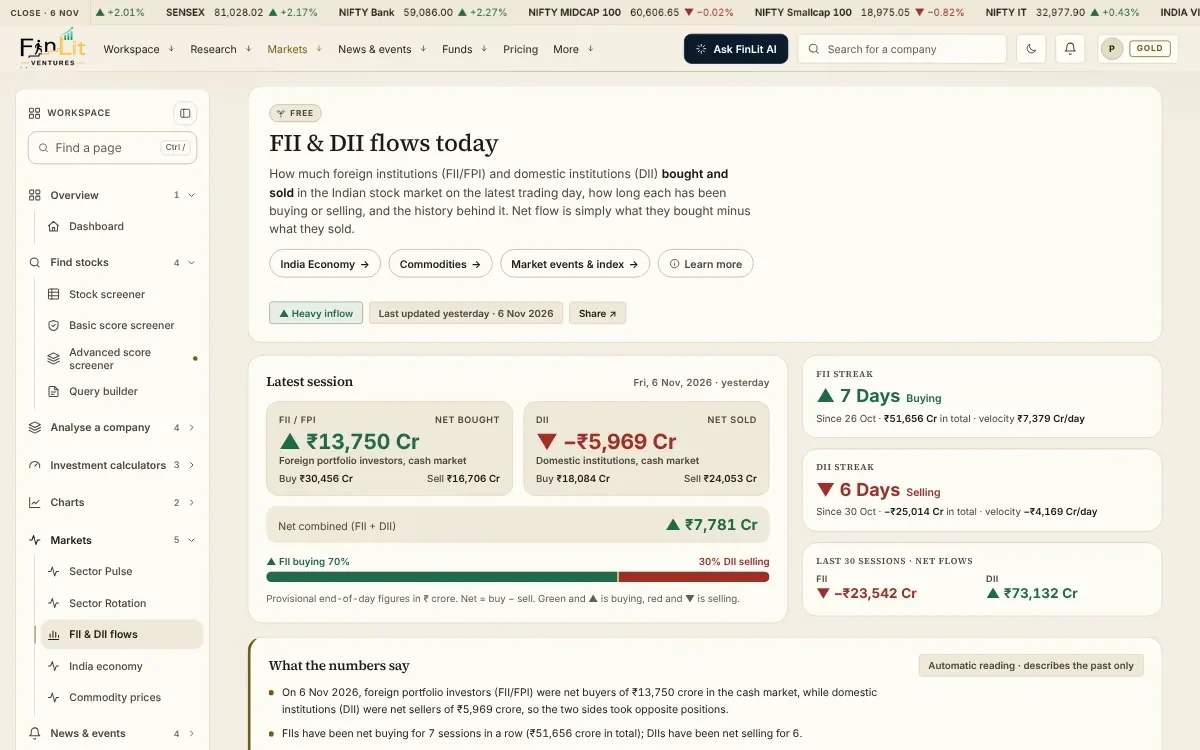 CLOSE · 6 NOV ▲ +2.01% SENSEX 81,028.02 ▲ +2.17% NIFTY Bank 59,086.00 ▲ +2.27% NIFTY MIDCAP 100 60,606.65 ▼ −0.02% NIFTY Smallcap 100 18,975.05 ▼ −0.82% NIFTY IT 32,977.90 ▲ +0.43% INDIA VI
FinLit
VENTURES
Workspace Research Markets News & events Funds Pricing More
Ask FinLit AI
Search for a company
P GOLD
WORKSPACE
Find a page Ctrl /
Overview 1
Dashboard
Find stocks 4
Stock screener
Basic score screener
Advanced score
screener
Query builder
Analyse a company 4
Investment calculators 3
Charts 2
Markets 5
Sector Pulse
Sector Rotation
FII & DII flows
India economy
Commodity prices
News & events 4
FREE
FII & DII flows today
How much foreign institutions (FII/FPI) and domestic institutions (DII) bought and
sold in the Indian stock market on the latest trading day, how long each has been
buying or selling, and the history behind it. Net flow is simply what they bought minus
what they sold.
India Economy → Commodities → Market events & index → Learn more
▲ Heavy inflow Last updated yesterday · 6 Nov 2026 Share ↗
Latest session Fri, 6 Nov, 2026 · yesterday
FII / FPI NET BOUGHT
▲ ₹13,750 Cr
Foreign portfolio investors, cash market
Buy ₹30,456 Cr Sell ₹16,706 Cr
DII NET SOLD
▼ −₹5,969 Cr
Domestic institutions, cash market
Buy ₹18,084 Cr Sell ₹24,053 Cr
Net combined (FII + DII) ▲ ₹7,781 Cr
▲ FII buying 70% 30% DII selling
Provisional end-of-day figures in ₹ crore. Net = buy − sell. Green and ▲ is buying, red and ▼ is selling.
FII STREAK
▲ 7 Days Buying
Since 26 Oct · ₹51,656 Cr in total · velocity ₹7,379 Cr/day
DII STREAK
▼ 6 Days Selling
Since 30 Oct · −₹25,014 Cr in total · velocity −₹4,169 Cr/day
LAST 30 SESSIONS · NET FLOWS
FII DII
▼ −₹23,542 Cr ▲ ₹73,132 Cr
What the numbers say Automatic reading · describes the past only
On 6 Nov 2026, foreign portfolio investors (FII/FPI) were net buyers of ₹13,750 crore in the cash market, while domestic
institutions (DII) were net sellers of ₹5,969 crore, so the two sides took opposite positions.
FIIs have been net buying for 7 sessions in a row (₹51,656 crore in total); DIIs have been net selling for 6.